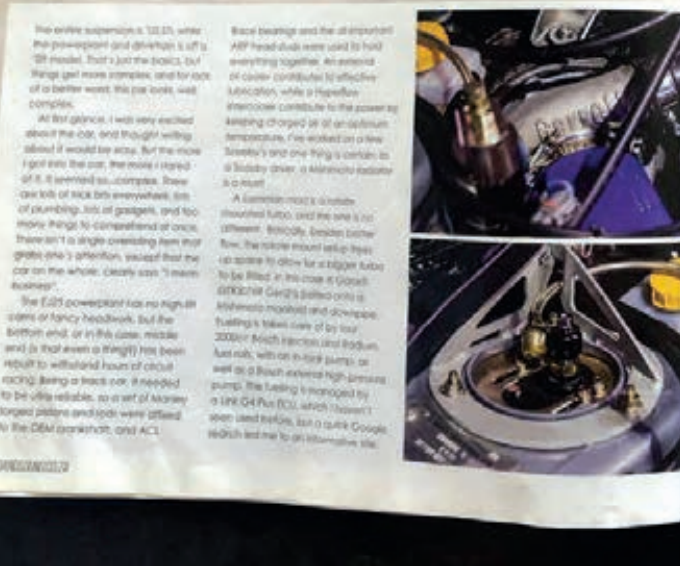 The entire suspension is STI, while
the powerplant and drivetrain is off a
model. That's just the basics, but
things get more complex, and for lack
of a better word, this car looks, well
complex.
At first glance, I was very excited
about the car, and thought writing
about it would be easy. But the more
I got into the car, the more I
of it. It seemed so...complex. There
are lots of trick bits everywhere, lots
of plumbing, lots of gadgets, and too
many things to comprehend at once.
There isn't a single overriding item that
grabs one's attention, except that the
car on the whole, clearly says "I mean
business".
The EJ25 powerplant has no high-lift
cams or fancy headwork, but the
bottom end, or in this case, middle
end (is that even a thing?) has been
rebuilt to withstand hours of circuit
racing. Being a track car, it needed
to be ultra reliable, so a set of Manley
forged pistons and rods were affixed
to the OEM crankshaft, and ACL
Race bearings and the all important
ARP head studs were used to hold
everything together. An external
oil cooler contributes to effective
lubrication, while a Hyperflow
intercooler contribute to the power by
keeping charged air at an optimum
temperature. I've worked on a few
Scooby's and one thing is certain as
a Scooby driver, a Mishimoto radiator
is a must!
A common mod is a rotate
mounted turbo, and this one is no
different. Basically, besides better
flow, the rotate mount setup frees
up space to allow for a bigger turbo
to be fitted, in this case a Garrett
GTX3076R Gen2 bolted onto a
Mishimoto manifold and downpipe.
Fuelling is taken care of by four
Bosch injectors and Radium
fuel rails, with an in-tank pump, as
well as a Bosch external high-pressure
pump. The fuelling is managed by
a Link G4 Plus ECU, which I haven't
seen used before, but a quick Google
search led me to an informative site
Garrett